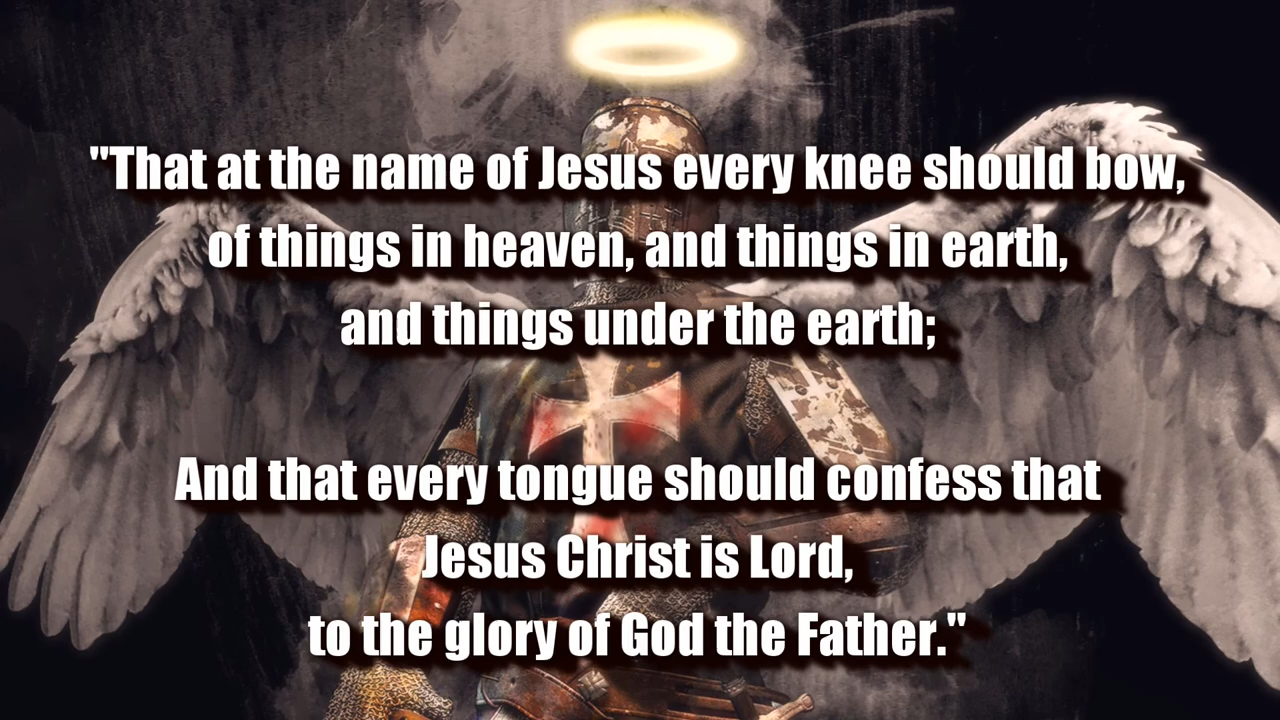 "That at the name of Jesus every knee should bow,
of things in heaven, and things in earth,
and things under the earth;
And that every tongue should confess that
Jesus Christ is Lord,
to the glory of God the Father."